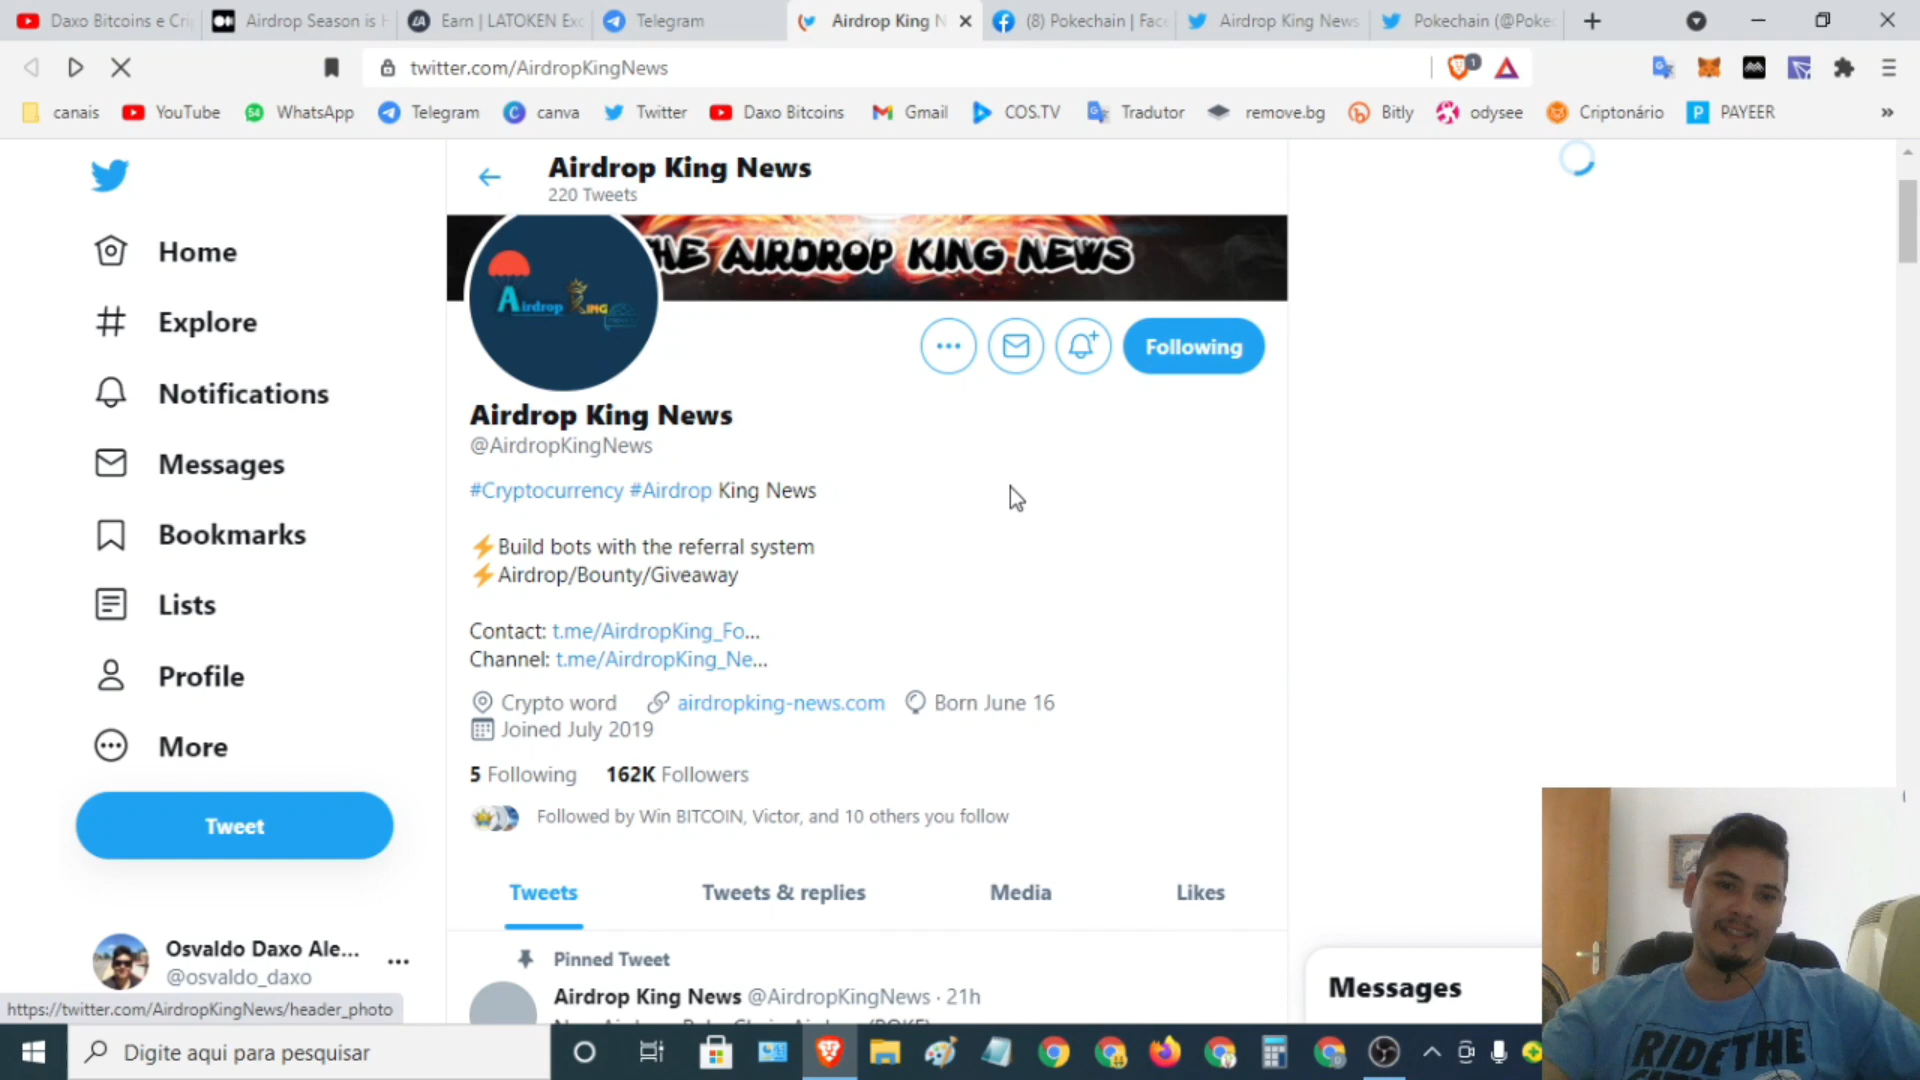 Daxo Bitcoins e Cri
Airdrop Season is H
Earn | LATOKEN Exc
Telegram
Airdrop King N
(8) Pokechain | Fac
Airdrop King News
Pokechain (@Poke
twitter.com/AirdropKingNews
1
canais
YouTube
WhatsApp
Telegram
canva
Twitter
Daxo Bitcoins
Gmail
COS.TV
Tradutor
remove.bg
Bitly
odysee
Criptonário
PAYEER
Airdrop King News
220 Tweets
THE AIRDROP KING NEWS
Airdrop KING
Home
Explore
Notifications
Messages
Bookmarks
Lists
Profile
More
Tweet
Following
Airdrop King News
@AirdropKingNews
#Cryptocurrency #Airdrop King News
⚡Build bots with the referral system
⚡Airdrop/Bounty/Giveaway
Contact: t.me/AirdropKing_Fo...
Channel: t.me/AirdropKing_Ne...
Crypto word airdropking-news.com Born June 16
Joined July 2019
5 Following 162K Followers
Followed by Win BITCOIN, Victor, and 10 others you follow
Tweets
Tweets & replies
Media
Likes
Pinned Tweet
Airdrop King News @AirdropKingNews · 21h
Osvaldo Daxo Ale...
@osvaldo_daxo
Messages
https://twitter.com/AirdropKingNews/header_photo
Digite aqui para pesquisar
RIDE THE